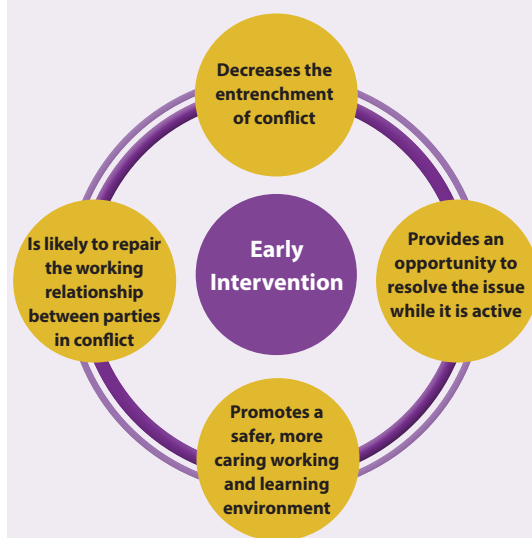 Decreases the
entrenchment
of conflict
Early
Intervention
Is likely to repair
the working
relationship
between parties
in conflict
Provides an
opportunity to
resolve the issue
while it is active
Promotes a
safer, more
caring working
and learning
environment